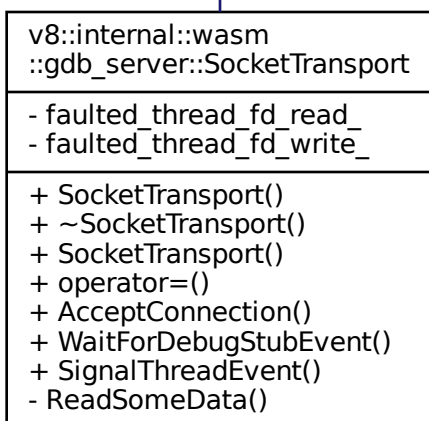 v8::internal::wasm
::gdb_server::SocketTransport
- faulted_thread_fd_read_
- faulted_thread_fd_write_
+ SocketTransport()
+ ~SocketTransport()
+ SocketTransport()
+ operator=()
+ AcceptConnection()
+ WaitForDebugStubEvent()
+ SignalThreadEvent()
- ReadSomeData()